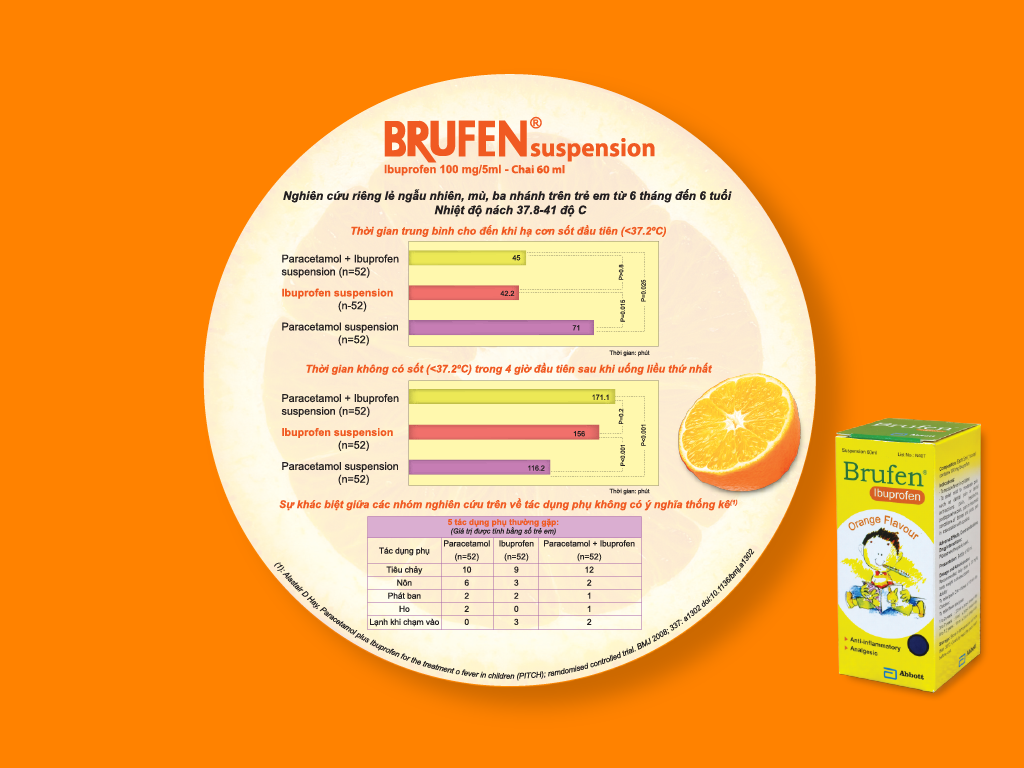 BRUFEN® suspension
Ibuprofen 100 mg/5ml - Chai 60 ml
Nghiên cứu riêng lẻ ngẫu nhiên, mù, ba nhánh trên trẻ em từ 6 tháng đến 6 tuổi
Nhiệt độ nách 37.8-41 độ C
Thời gian trung bình cho đến khi hạ cơn sốt đầu tiên (<37.2ºC)
Paracetamol + Ibuprofen
suspension (n=52)
45
Ibuprofen suspension
(n-52)
42.2
Paracetamol suspension
(n=52)
71
P>0.8
P=0.015
P=0.025
Thời gian: phút
Thời gian không có sốt (<37.2ºC) trong 4 giờ đầu tiên sau khi uống liều thứ nhất
Paracetamol + Ibuprofen
suspension (n=52)
171.1
Ibuprofen suspension
(n=52)
156
Paracetamol suspension
(n=52)
116.2
P=0.2
P<0.001
P<0.001
Thời gian: phút
Sự khác biệt giữa các nhóm nghiên cứu trên về tác dụng phụ không có ý nghĩa thống kê(1)
5 tác dụng phụ thường gặp:
(Giá trị được tính bằng số trẻ em)
Tác dụng phụ Paracetamol (n=52) Ibuprofen (n=52) Paracetamol + Ibuprofen (n=52)
Tiêu chảy 10 9 12
Nôn 6 3 2
Phát ban 2 2 1
Ho 2 0 1
Lạnh khi chạm vào 0 3 2
(1): Alastair D Hay, Paracetamol plus Ibuprofen for the treatment o fever in children (PITCH); ramdomised controlled trial. BMJ 2008; 337: a1302 doi:10.1136/bmj.a1302
Brufen
Suspension 60ml
Brufen®
Ibuprofen
Orange Flavour
Anti-inflammatory
Analgesic
Abbott